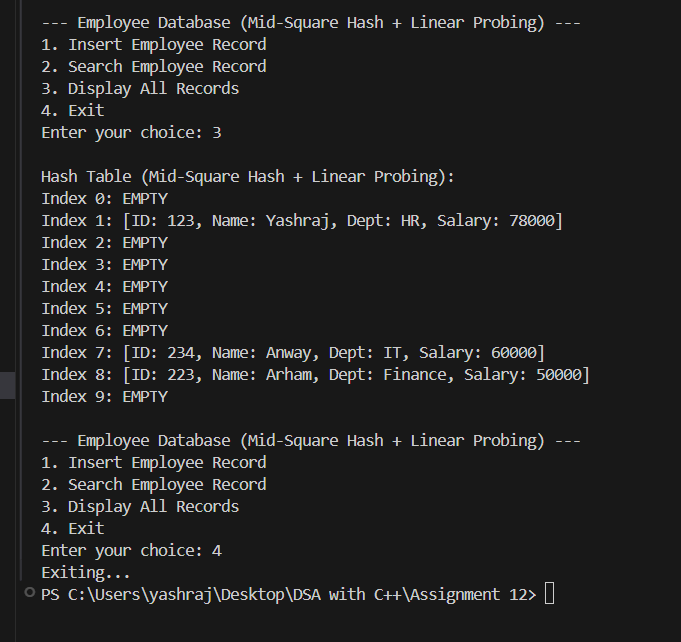 --- Employee Database (Mid-Square Hash + Linear Probing) ---
1. Insert Employee Record
2. Search Employee Record
3. Display All Records
4. Exit
Enter your choice: 3
Hash Table (Mid-Square Hash + Linear Probing):
Index 0: EMPTY
Index 1: [ID: 123, Name: Yashraj, Dept: HR, Salary: 78000]
Index 2: EMPTY
Index 3: EMPTY
Index 4: EMPTY
Index 5: EMPTY
Index 6: EMPTY
Index 7: [ID: 234, Name: Anway, Dept: IT, Salary: 60000]
Index 8: [ID: 223, Name: Arham, Dept: Finance, Salary: 50000]
Index 9: EMPTY
--- Employee Database (Mid-Square Hash + Linear Probing) ---
1. Insert Employee Record
2. Search Employee Record
3. Display All Records
4. Exit
Enter your choice: 4
Exiting...
PS C:\Users\yashraj\Desktop\DSA with C++\Assignment 12>